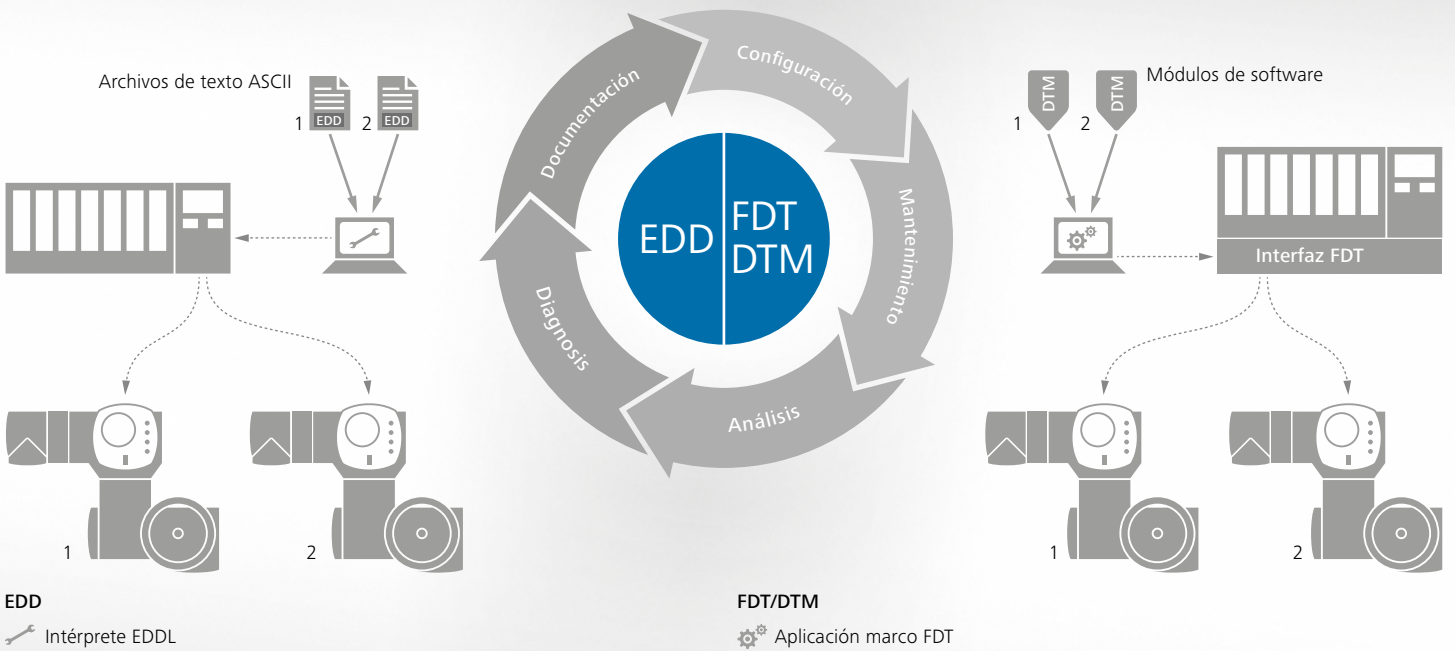 Archivos de texto ASCII
1
EDD
2
EDD
Documentación
Configuración
Mantenimiento
Análisis
Diagnosis
EDD
FDT
DTM
Módulos de software
1
DTM
2
DTM
Interfaz FDT
1
2
1
2
EDD
Intérprete EDDL
FDT/DTM
Aplicación marco FDT